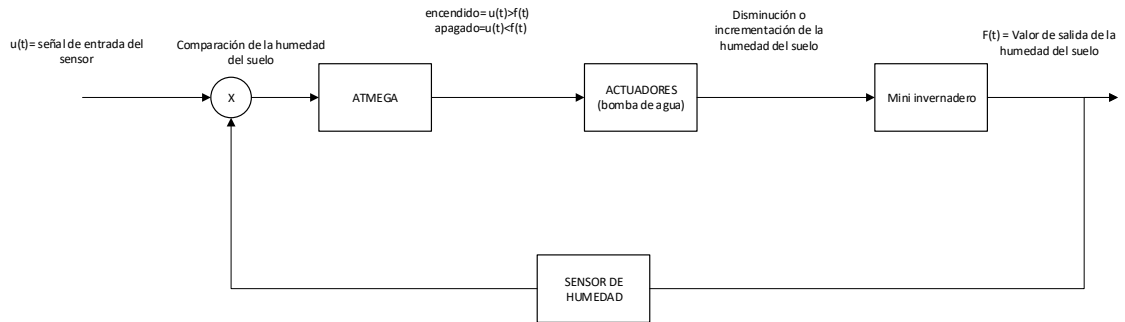 u(t)= señal de entrada del
sensor
Comparación de la humedad
del suelo
encendido= u(t)>f(t)
apagado=u(t)<f(t)
Disminución o
incrementación de la
humedad del suelo
F(t) = Valor de salida de la
humedad del suelo
X
ATMEGA
ACTUADORES
(bomba de agua)
Mini invernadero
SENSOR DE
HUMEDAD